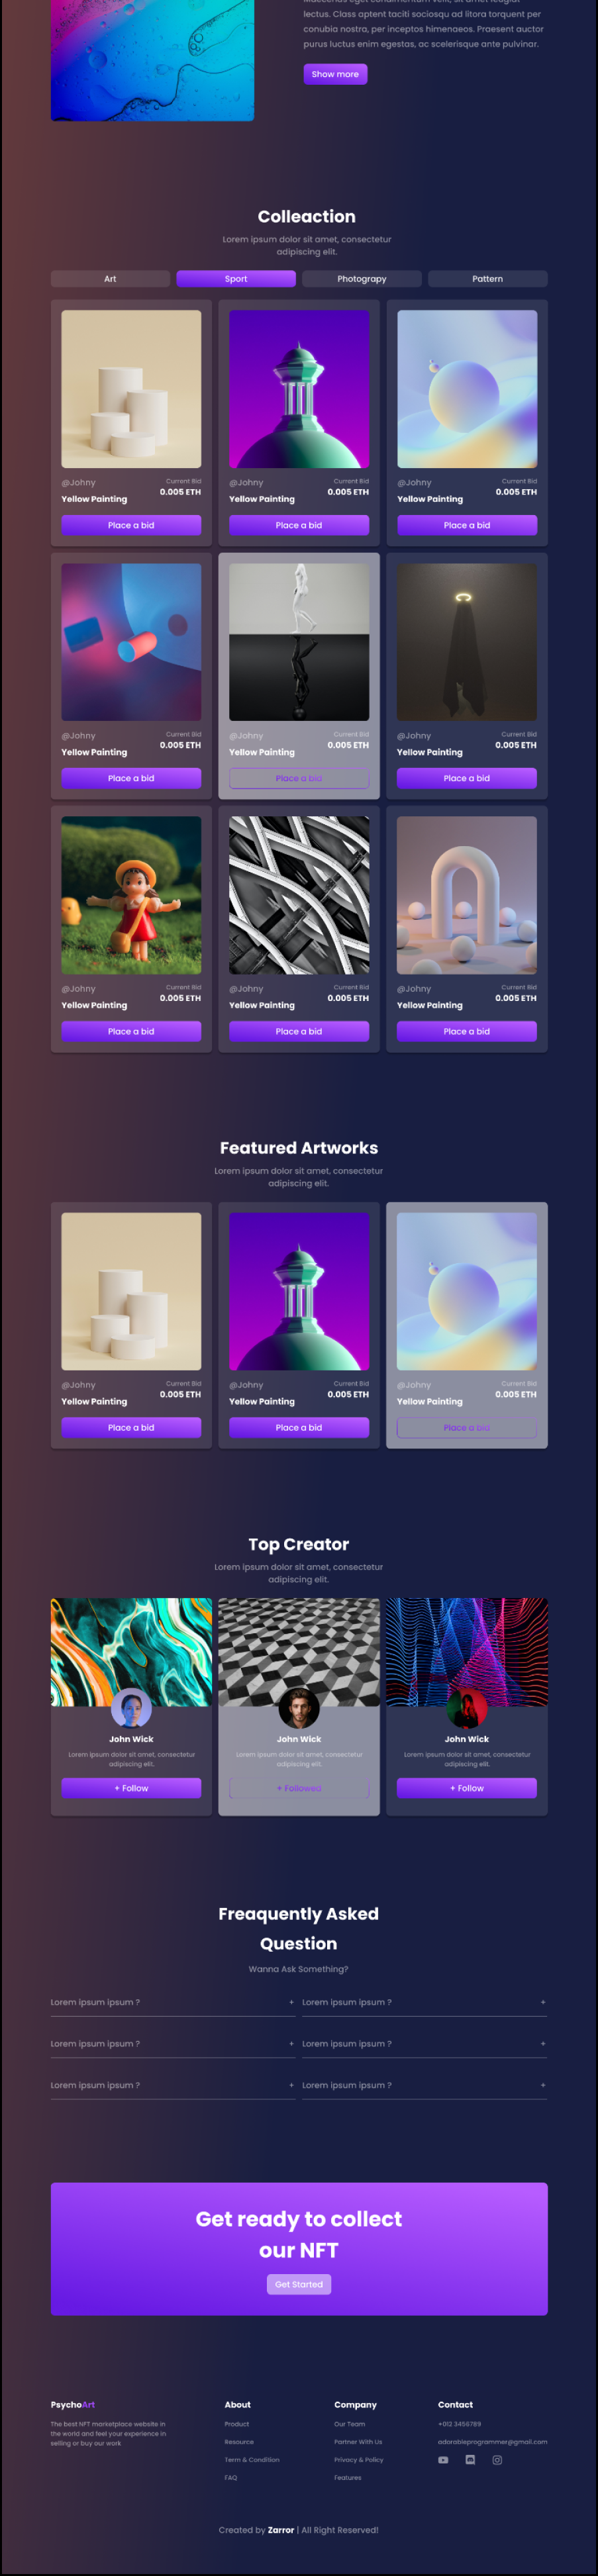 lectus. Class aptent taciti sociosqu ad litora torquent per
conubia nostra, per inceptos himenaeos. Praesent auctor
purus luctus enim egestas, ac scelerisque ante pulvinar.
Show more
Colleaction
Lorem ipsum dolor sit amet, consectetur
adipiscing elit.
Art Sport Photograpy Pattern
@Johny Current Bid @Johny Current Bid @Johny Current Bid
Yellow Painting 0.005 ETH Yellow Painting 0.005 ETH Yellow Painting 0.005 ETH
Place a bid Place a bid Place a bid
@Johny Current Bid @Johny Current Bid @Johny Current Bid
Yellow Painting 0.005 ETH Yellow Painting 0.005 ETH Yellow Painting 0.005 ETH
Place a bid Place a bid Place a bid
@Johny Current Bid @Johny Current Bid @Johny Current Bid
Yellow Painting 0.005 ETH Yellow Painting 0.005 ETH Yellow Painting 0.005 ETH
Place a bid Place a bid Place a bid
Featured Artworks
Lorem ipsum dolor sit amet, consectetur
adipiscing elit.
@Johny Current Bid @Johny Current Bid @Johny Current Bid
Yellow Painting 0.005 ETH Yellow Painting 0.005 ETH Yellow Painting 0.005 ETH
Place a bid Place a bid Place a bid
Top Creator
Lorem ipsum dolor sit amet, consectetur
adipiscing elit.
John Wick John Wick John Wick
Lorem ipsum dolor sit amet, consectetur Lorem ipsum dolor sit amet, consectetur Lorem ipsum dolor sit amet, consectetur
adipiscing elit. adipiscing elit. adipiscing elit.
+ Follow + Followed + Follow
Freaquently Asked
Question
Wanna Ask Something?
Lorem ipsum ipsum ? + Lorem ipsum ipsum ? +
Lorem ipsum ipsum ? + Lorem ipsum ipsum ? +
Lorem ipsum ipsum ? + Lorem ipsum ipsum ? +
Get ready to collect
our NFT
Get Started
PsychoArt About Company Contact
The best NFT marketplace website in Product Our Team +012 3456789
the world and feel your experience in
selling or buy our work Resource Partner With Us adorableprogrammer@gmail.com
Term & Condition Privacy & Policy
FAQ Features
Created by Zarror | All Right Reserved!